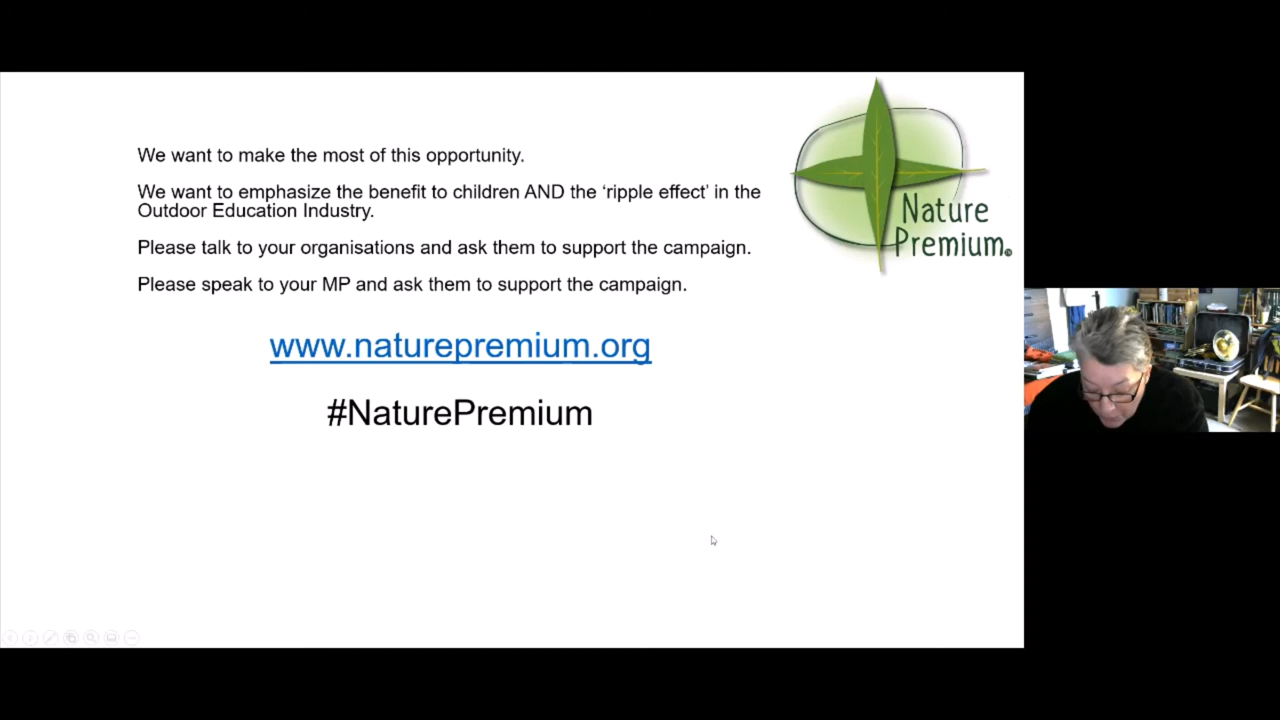 We want to make the most of this opportunity.
We want to emphasize the benefit to children AND the ‘ripple effect’ in the
Outdoor Education Industry.
Please talk to your organisations and ask them to support the campaign.
Please speak to your MP and ask them to support the campaign.
www.naturepremium.org
#NaturePremium
Nature
Premium®